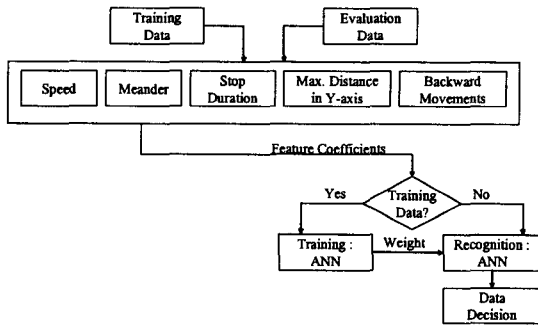 Training
Data
Evaluation
Data
Speed
Meander
Stop
Duration
Max. Distance
in Y-axis
Backward
Movements
Feature Coefficients
Yes
Training
Data?
No
Training :
ANN
Weight
Recognition :
ANN
Data
Decision